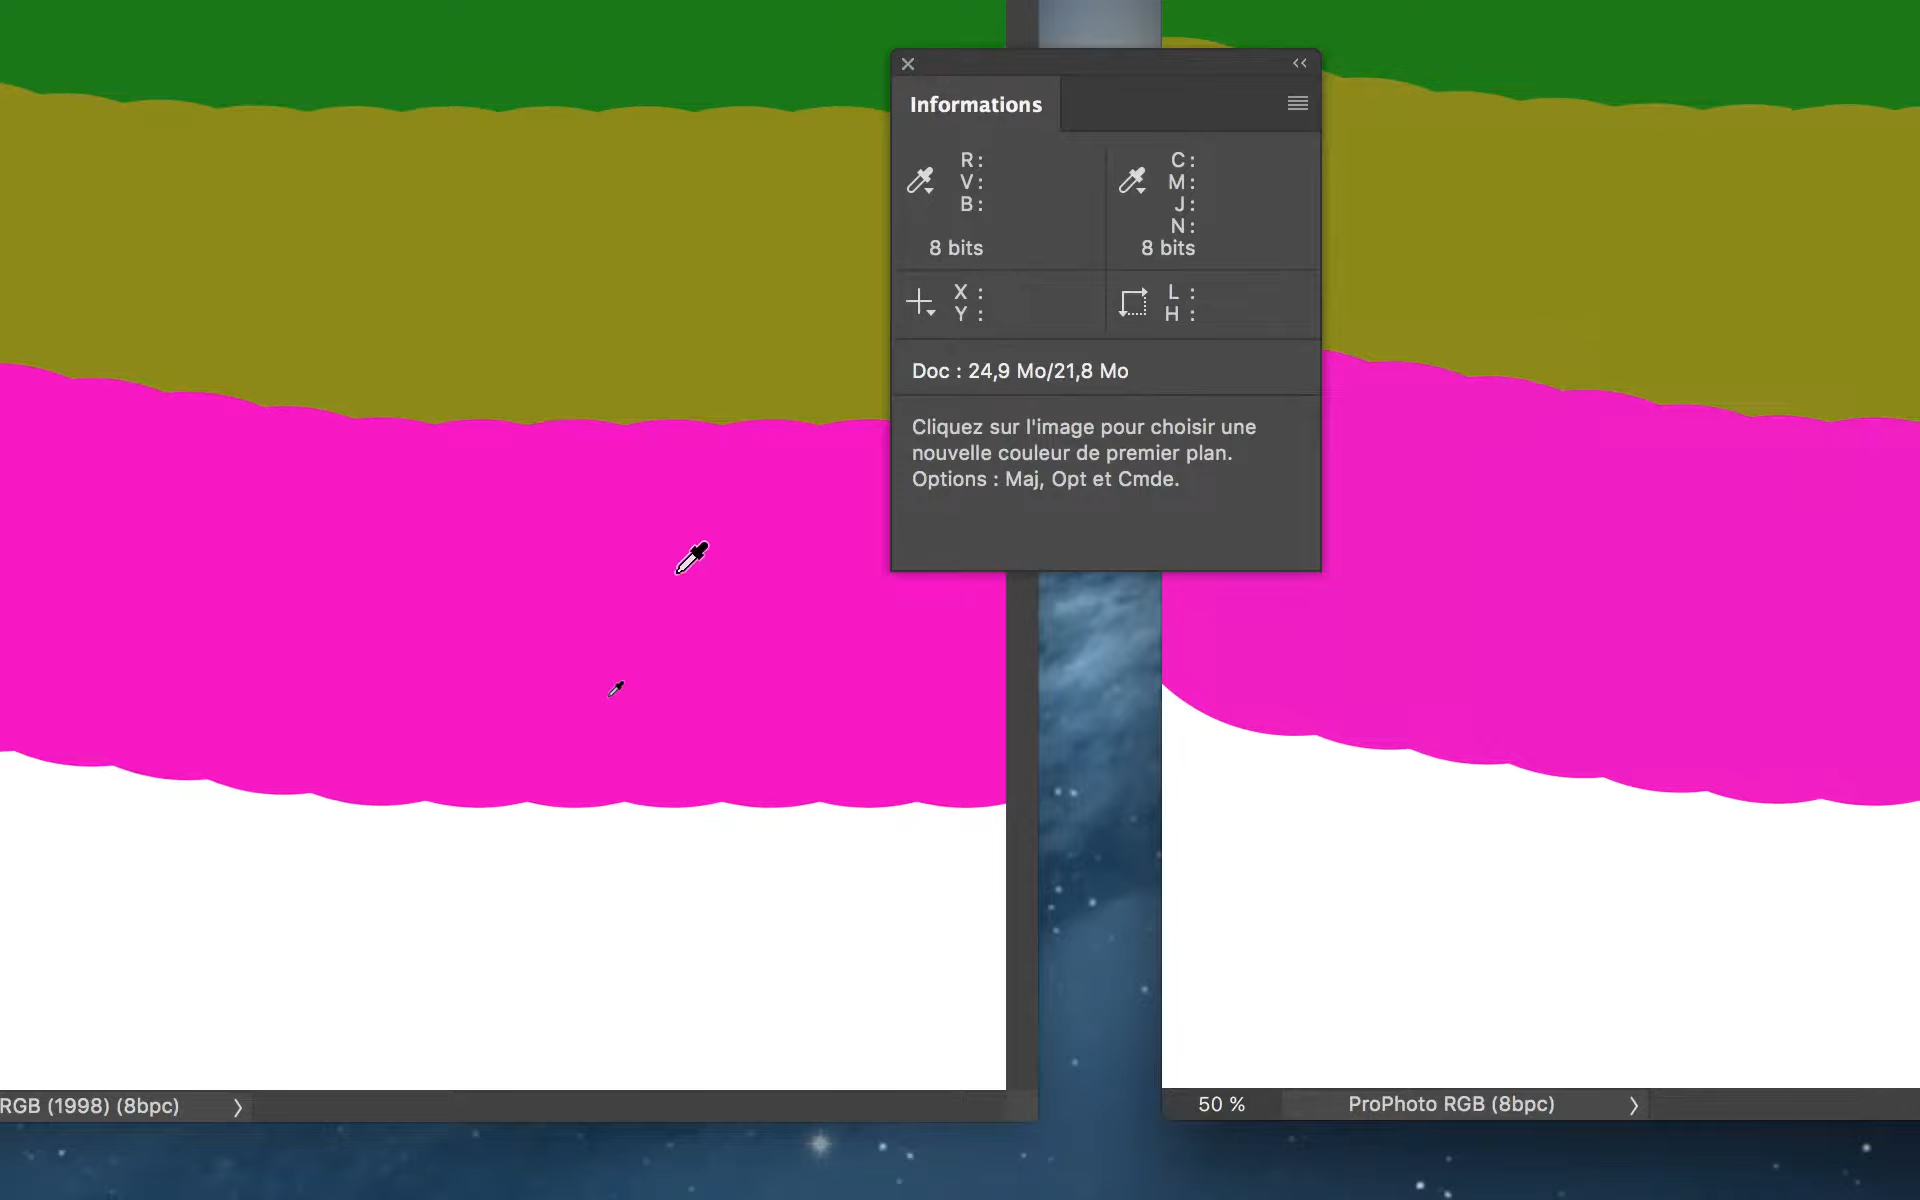 Informations
R :
V :
B :
8 bits
C :
M :
J :
N :
8 bits
X :
Y :
L :
H :
Doc : 24,9 Mo/21,8 Mo
Cliquez sur l'image pour choisir une
nouvelle couleur de premier plan.
Options : Maj, Opt et Cmde.
RGB (1998) (8bpc)
50 %
ProPhoto RGB (8bpc)